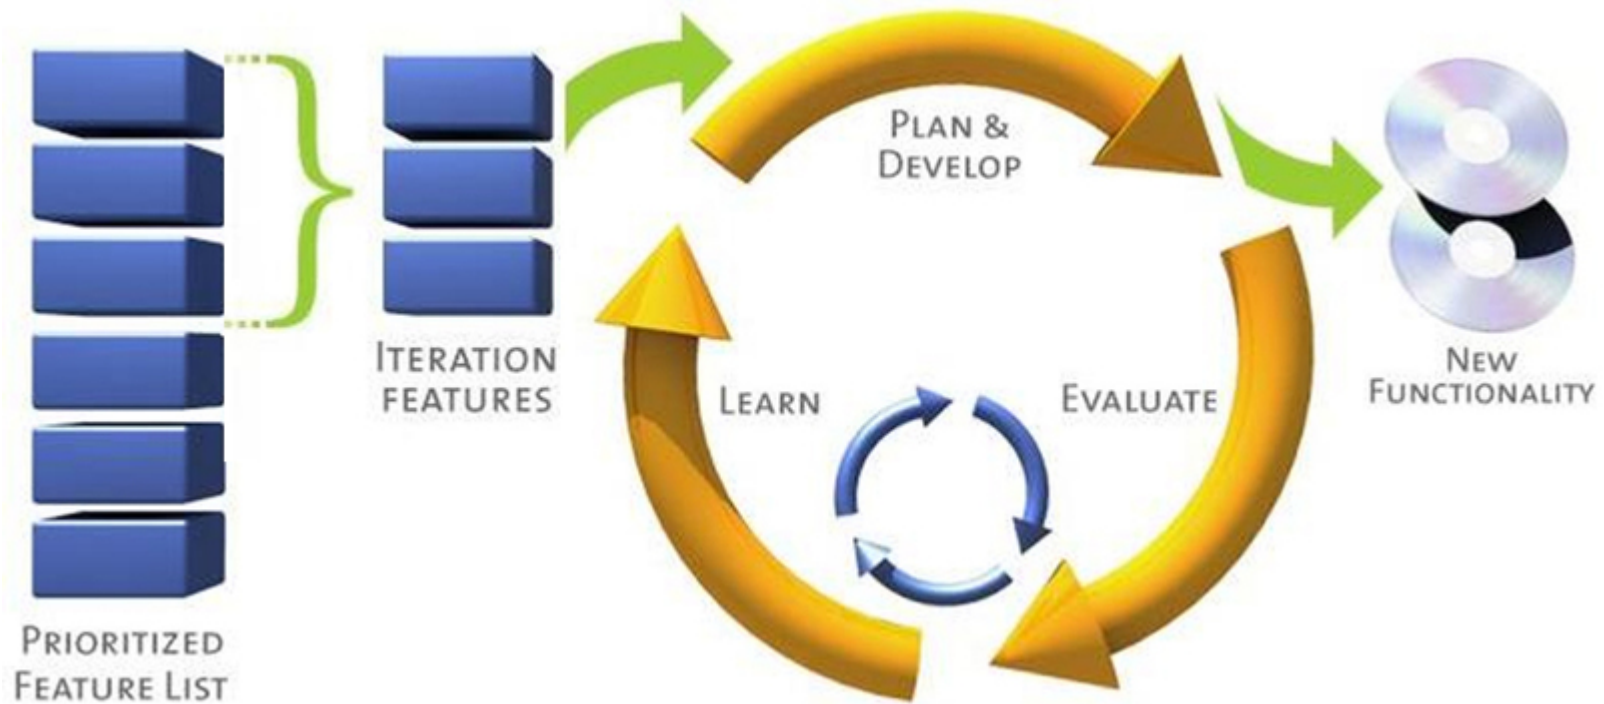 PRIORITIZED
FEATURE LIST
ITERATION
FEATURES
PLAN &
DEVELOP
LEARN
EVALUATE
NEW
FUNCTIONALITY